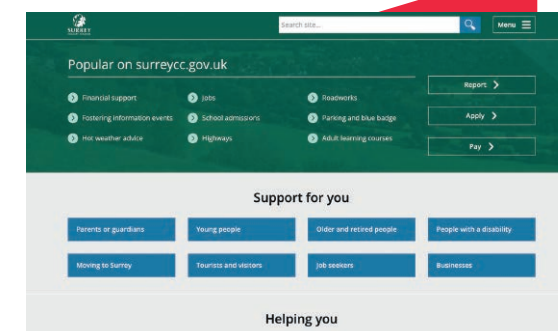 SURREY
Search site...
Menu
Popular on surreycc.gov.uk
Financial support
Jobs
Roadworks
Report
Fostering information events
School admissions
Parking and blue badge
Apply
Hot weather advice
Highways
Adult learning courses
Pay
Support for you
Parents or guardians
Young people
Older and retired people
People with a disability
Moving to Surrey
Tourists and visitors
Job seekers
Businesses
Helping you